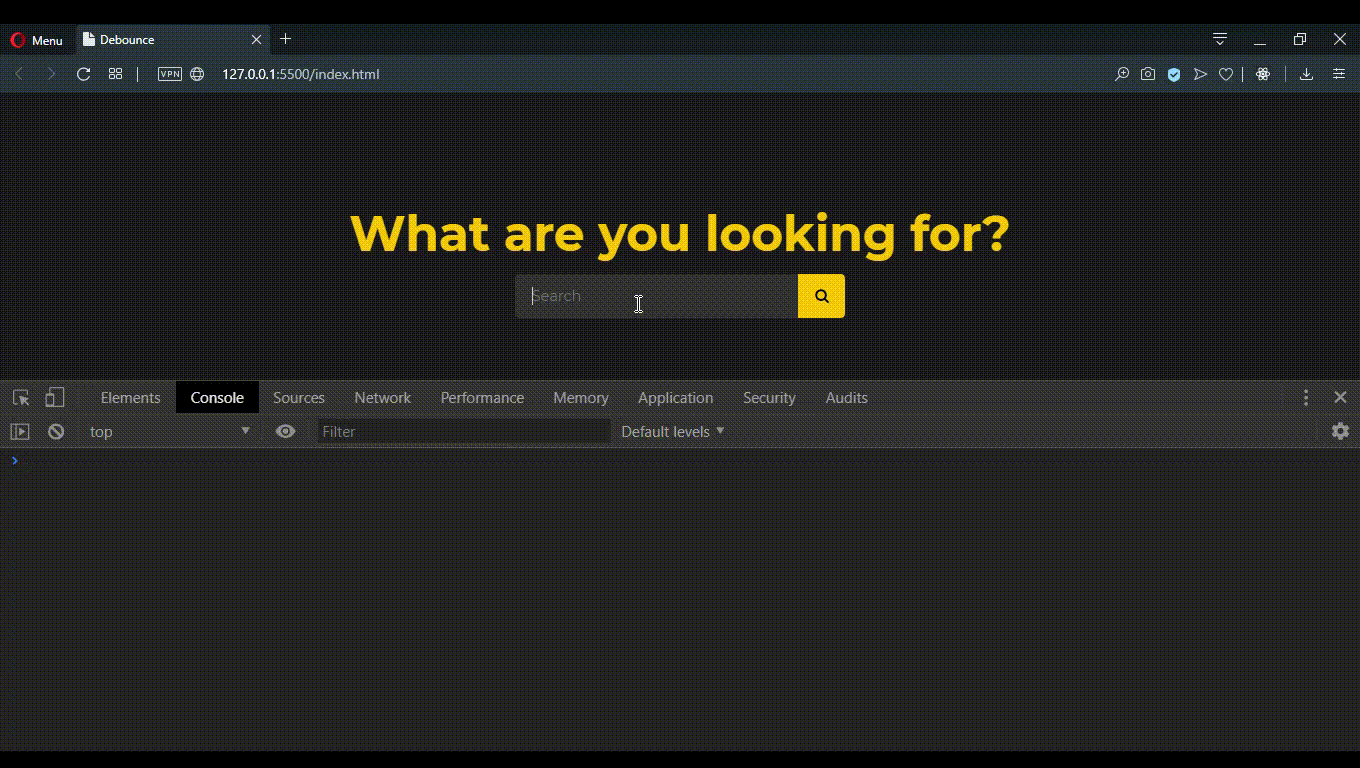 Menu
Debounce
VPN
127.0.0.1:5500/index.html
What are you looking for?
Search
Elements Console Sources Network Performance Memory Application Security Audits
top Filter Default levels